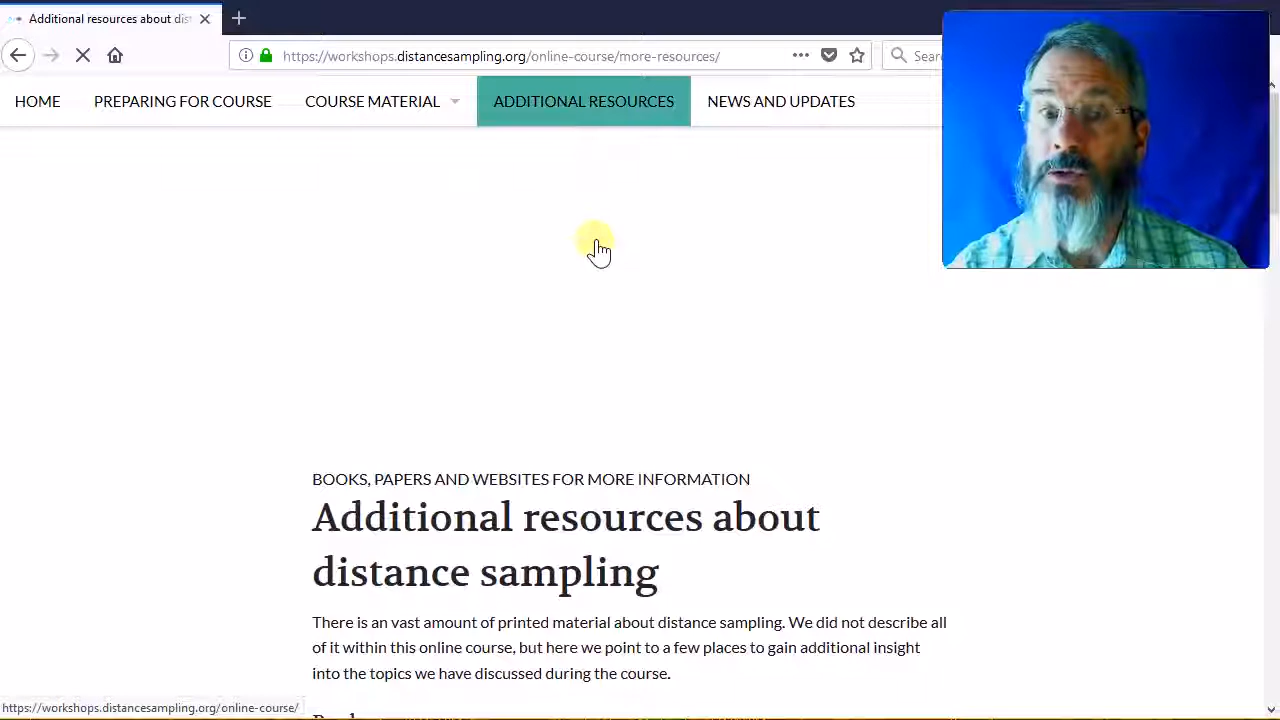 Additional resources about dist
https://workshops.distancesampling.org/online-course/more-resources/
Sear
HOME
PREPARING FOR COURSE
COURSE MATERIAL
ADDITIONAL RESOURCES
NEWS AND UPDATES
BOOKS, PAPERS AND WEBSITES FOR MORE INFORMATION
Additional resources about
distance sampling
There is an vast amount of printed material about distance sampling. We did not describe all
of it within this online course, but here we point to a few places to gain additional insight
into the topics we have discussed during the course.
https://workshops.distancesampling.org/online-course/